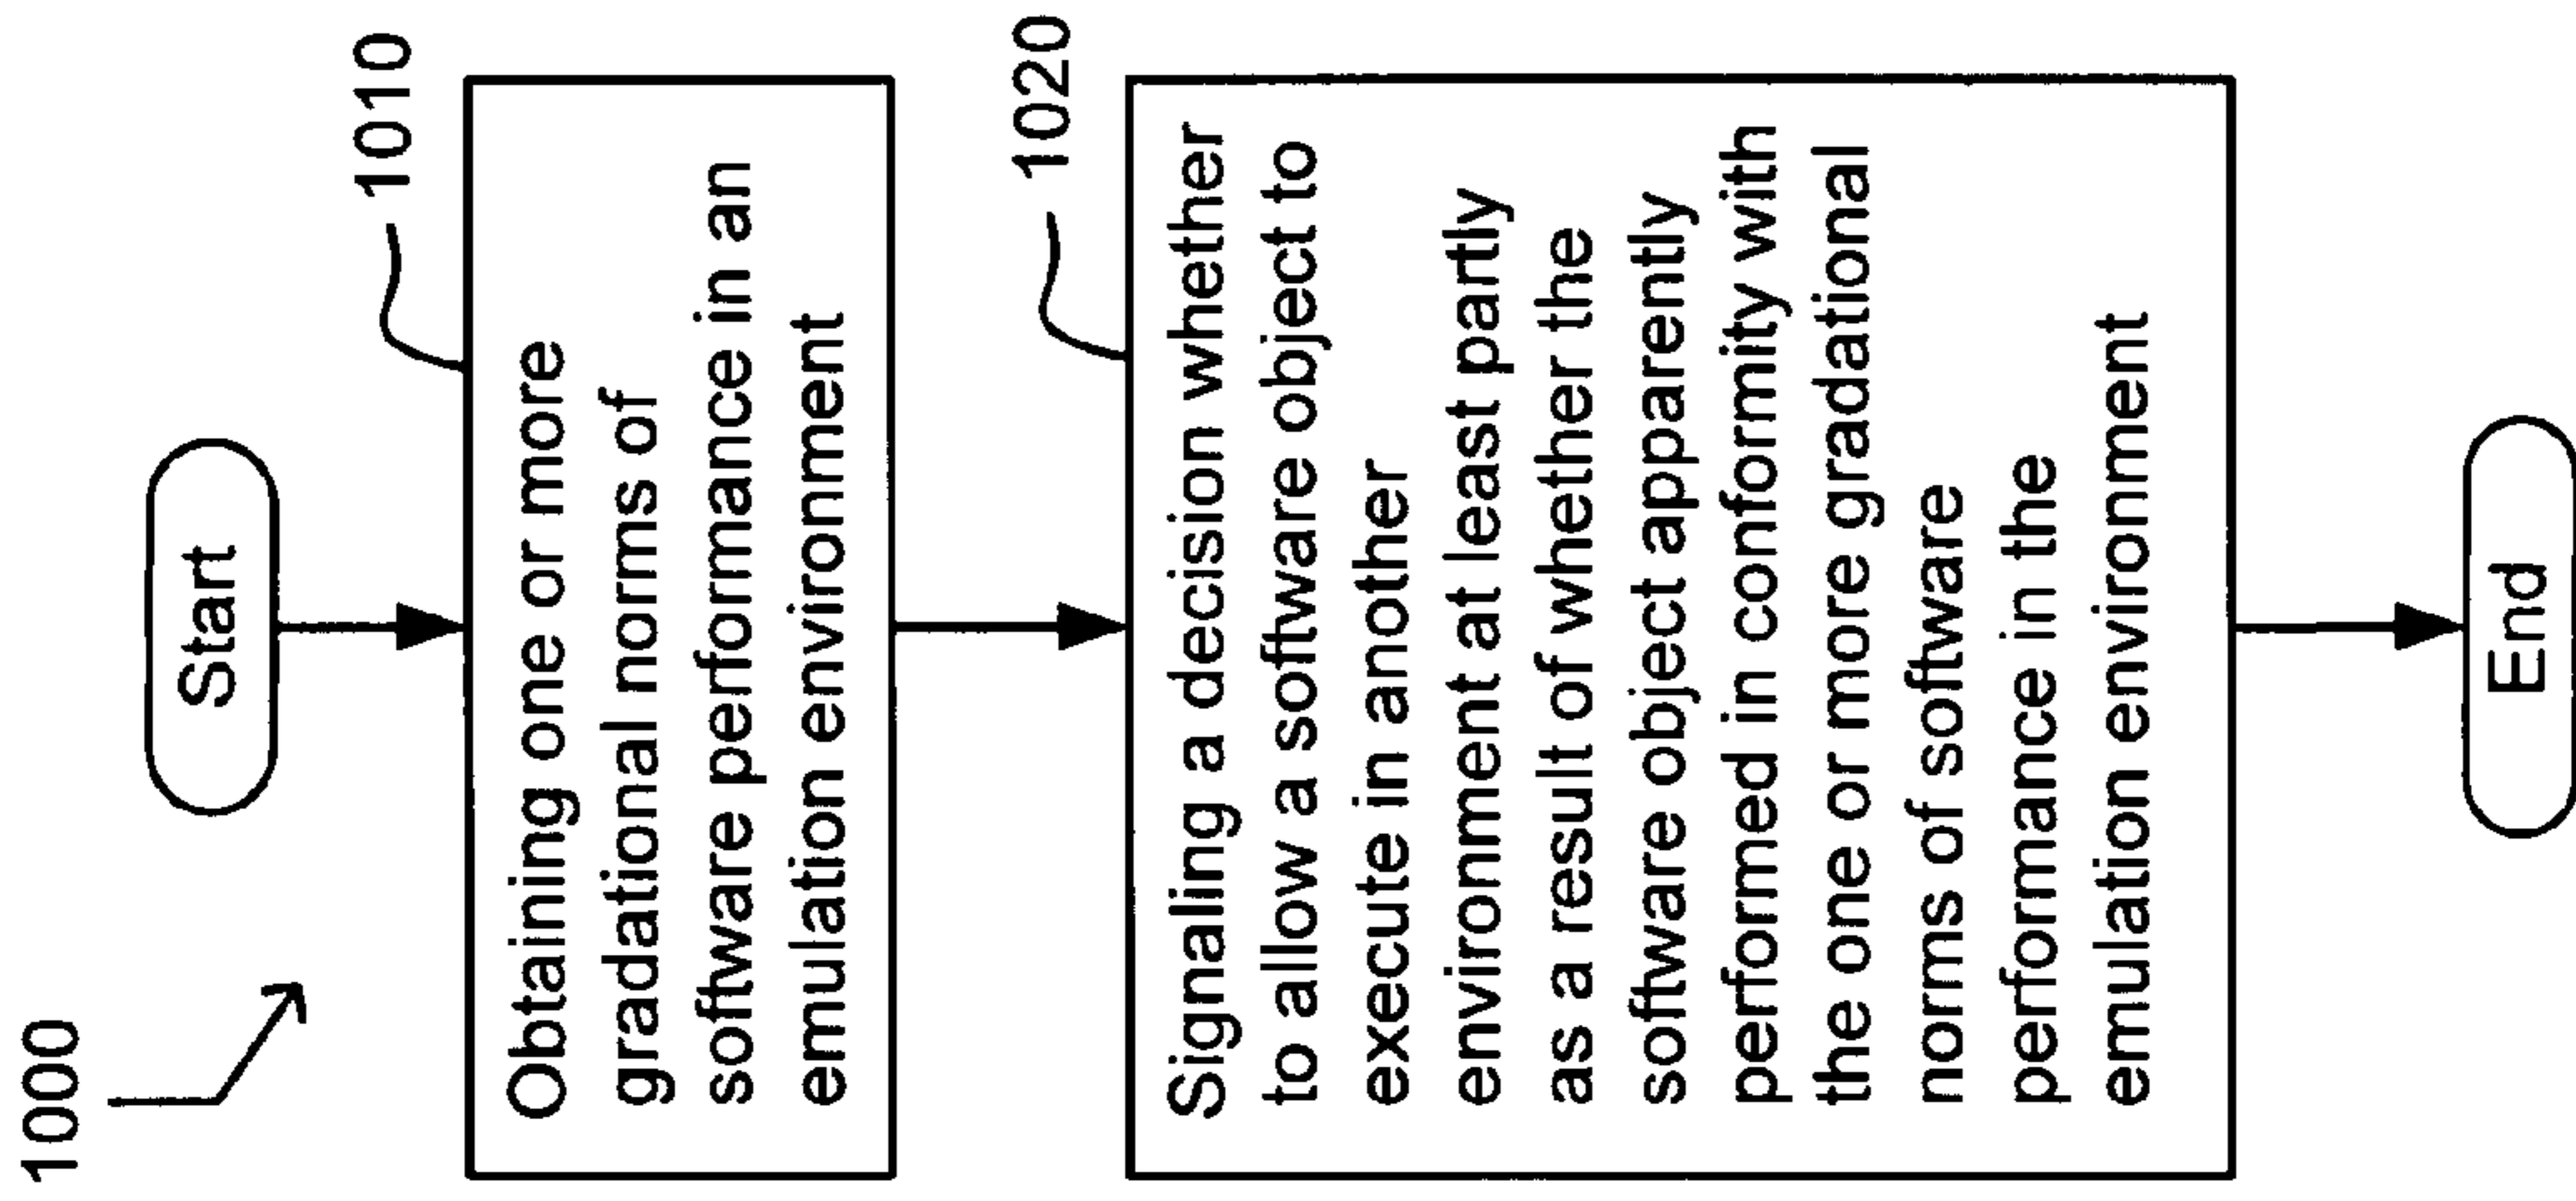 1000
Start
1010
Obtaining one or more
gradational norms of
software performance in an
emulation environment
1020
Signaling a decision whether
to allow a software object to
execute in another
environment at least partly
as a result of whether the
software object apparently
performed in conformity with
the one or more gradational
norms of software
performance in the
emulation environment
End